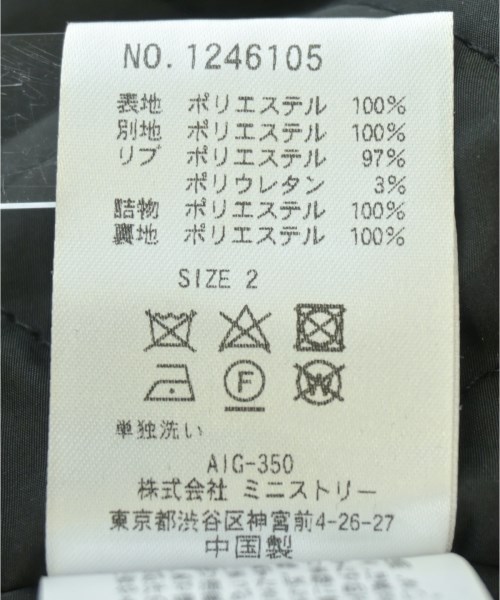 NO. 1246105
表地 ポリエステル 100%
別地 ポリエステル 100%
リブ ポリエステル 97%
ポリウレタン 3%
詰物 ポリエステル 100%
裏地 ポリエステル 100%
SIZE 2
F
W
単独洗い
AIG-350
株式会社 ミニストリー
東京都渋谷区神宮前4-26-27
中国製